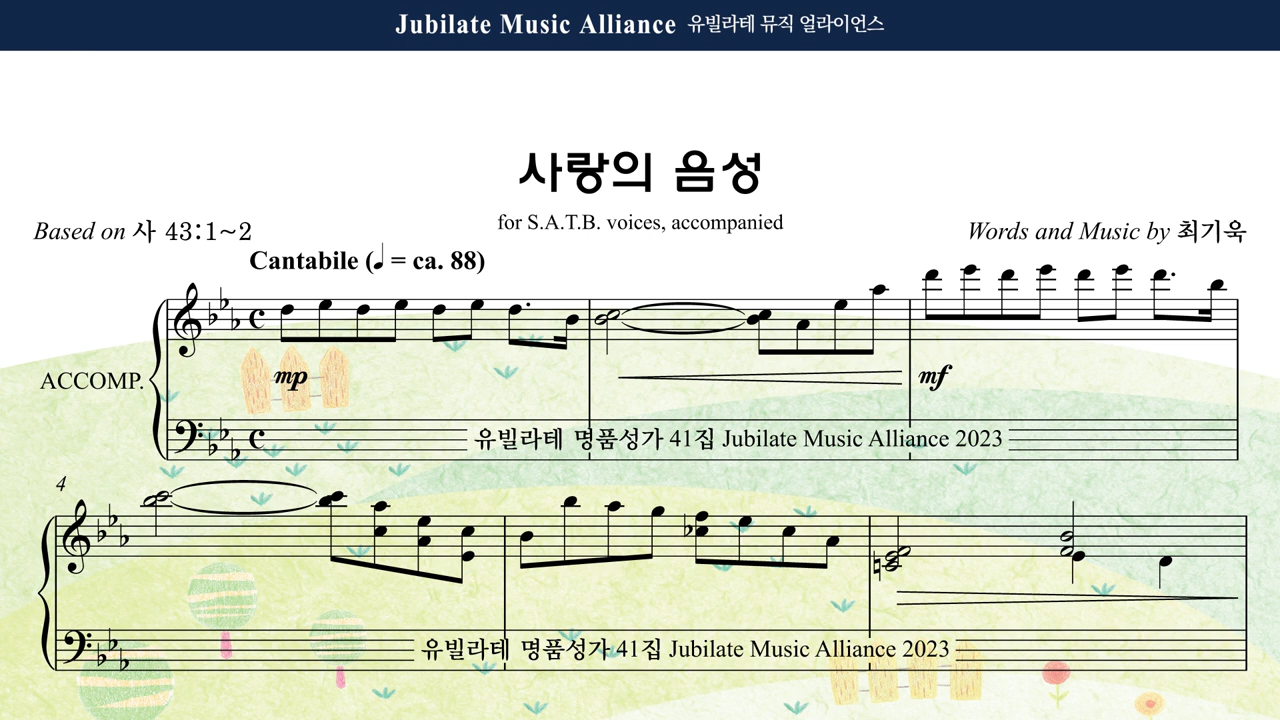 Jubilate Music Alliance 유빌라테 뮤직 얼라이언스
사랑의 음성
for S.A.T.B. voices, accompanied
Based on 사 43:1~2
Words and Music by 최기욱
Cantabile (♩ = ca. 88)
ACCOMP.
mp
mf
유빌라테 명품성가 41집 Jubilate Music Alliance 2023
4
유빌라테 명품성가 41집 Jubilate Music Alliance 2023